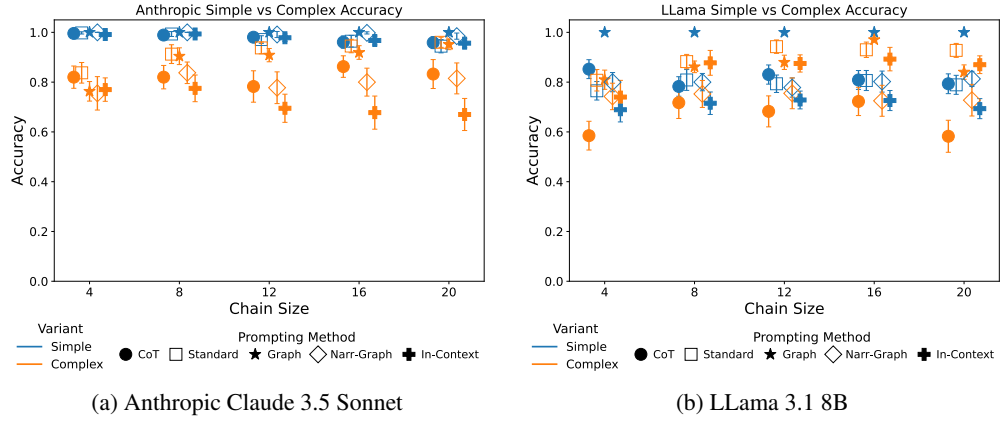 Anthropic Simple vs Complex Accuracy
1.0
0.8
0.6
0.4
0.2
0.0
Accuracy
4 8 12 16 20
Chain Size
Variant
Simple
Complex
Prompting Method
CoT Standard Graph Narr-Graph In-Context
(a) Anthropic Claude 3.5 Sonnet
LLama Simple vs Complex Accuracy
1.0
0.8
0.6
0.4
0.2
0.0
Accuracy
4 8 12 16 20
Chain Size
Variant
Simple
Complex
Prompting Method
CoT Standard Graph Narr-Graph In-Context
(b) LLama 3.1 8B